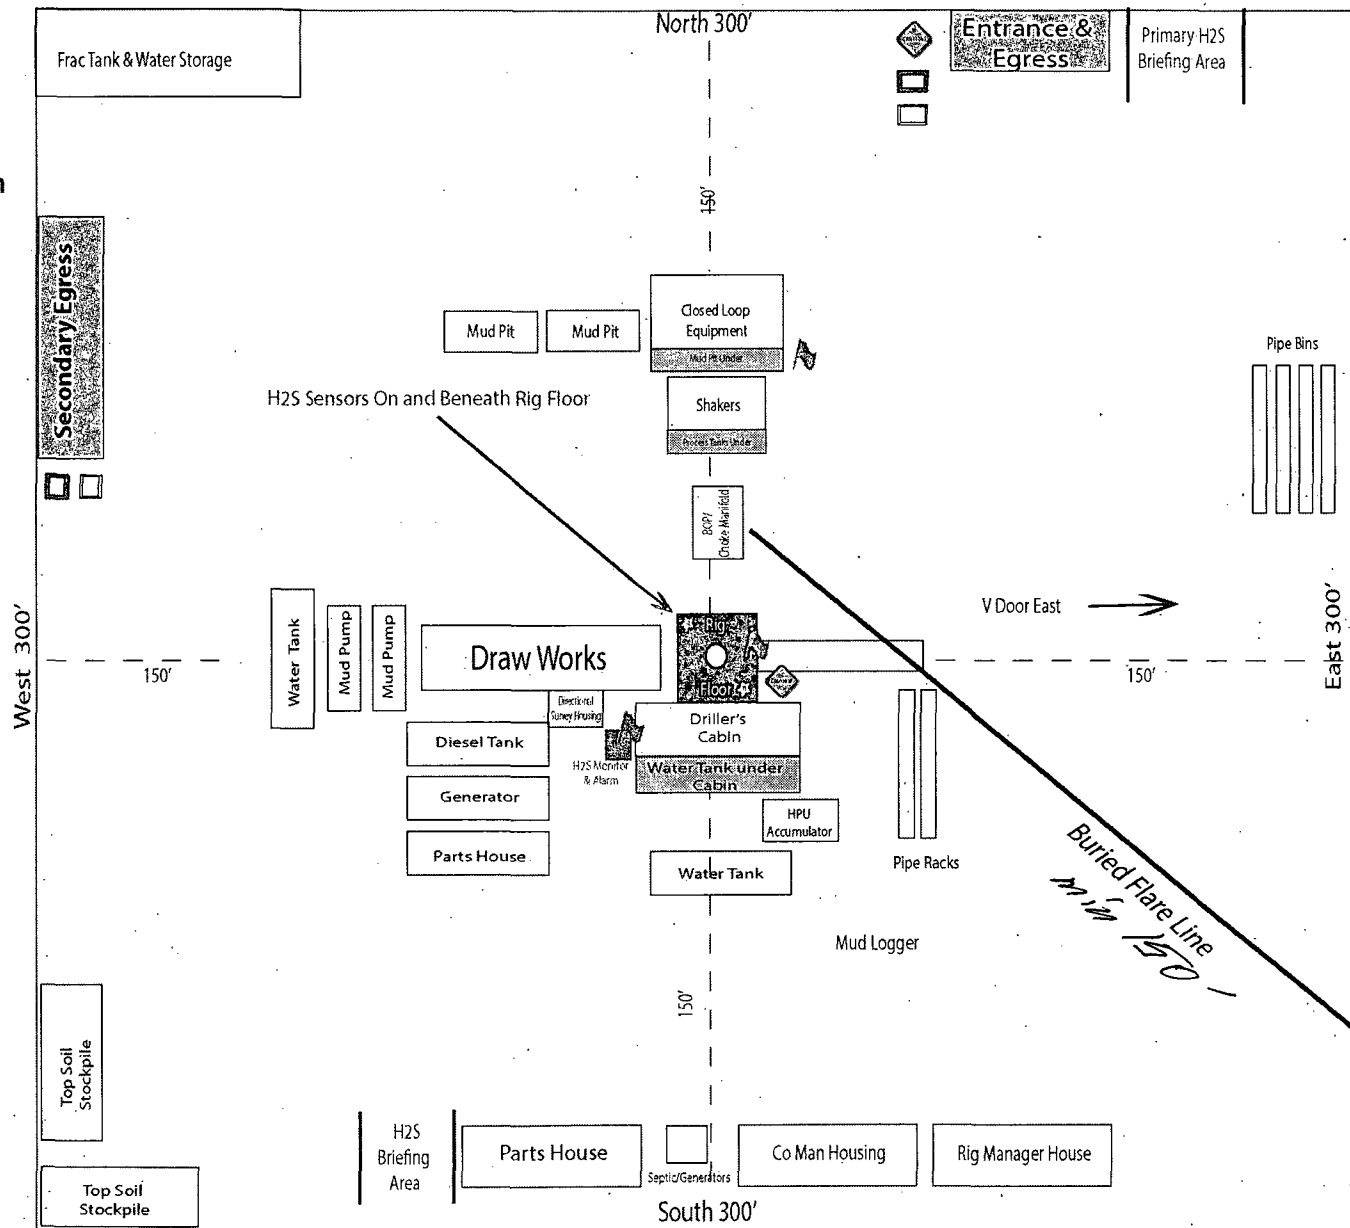 North 300'
Frac Tank & Water Storage
Entrance &
Egress
Primary H2S
Briefing Area
150'
Secondary Egress
Mud Pit
Mud Pit
Closed Loop
Equipment
Mud Pit Under
Pipe Bins
H2S Sensors On and Beneath Rig Floor
Shakers
Process Tanks Under
BOP/
Choke Manifold
V Door East
West 300'
150'
Water Tank
Mud Pump
Mud Pump
Draw Works
Rig
Floor
150'
East 300'
Directional
Survey Housing
Driller's
Cabin
Diesel Tank
H2S Monitor
& Alarm
Water Tank under
Cabin
Generator
HPU
Accumulator
Parts House
Water Tank
Pipe Racks
Buried Flare Line
min 150'
Mud Logger
150'
Top Soil
Stockpile
H2S
Briefing
Area
Parts House
Septic/Generators
Co Man Housing
Rig Manager House
Top Soil
Stockpile
South 300'